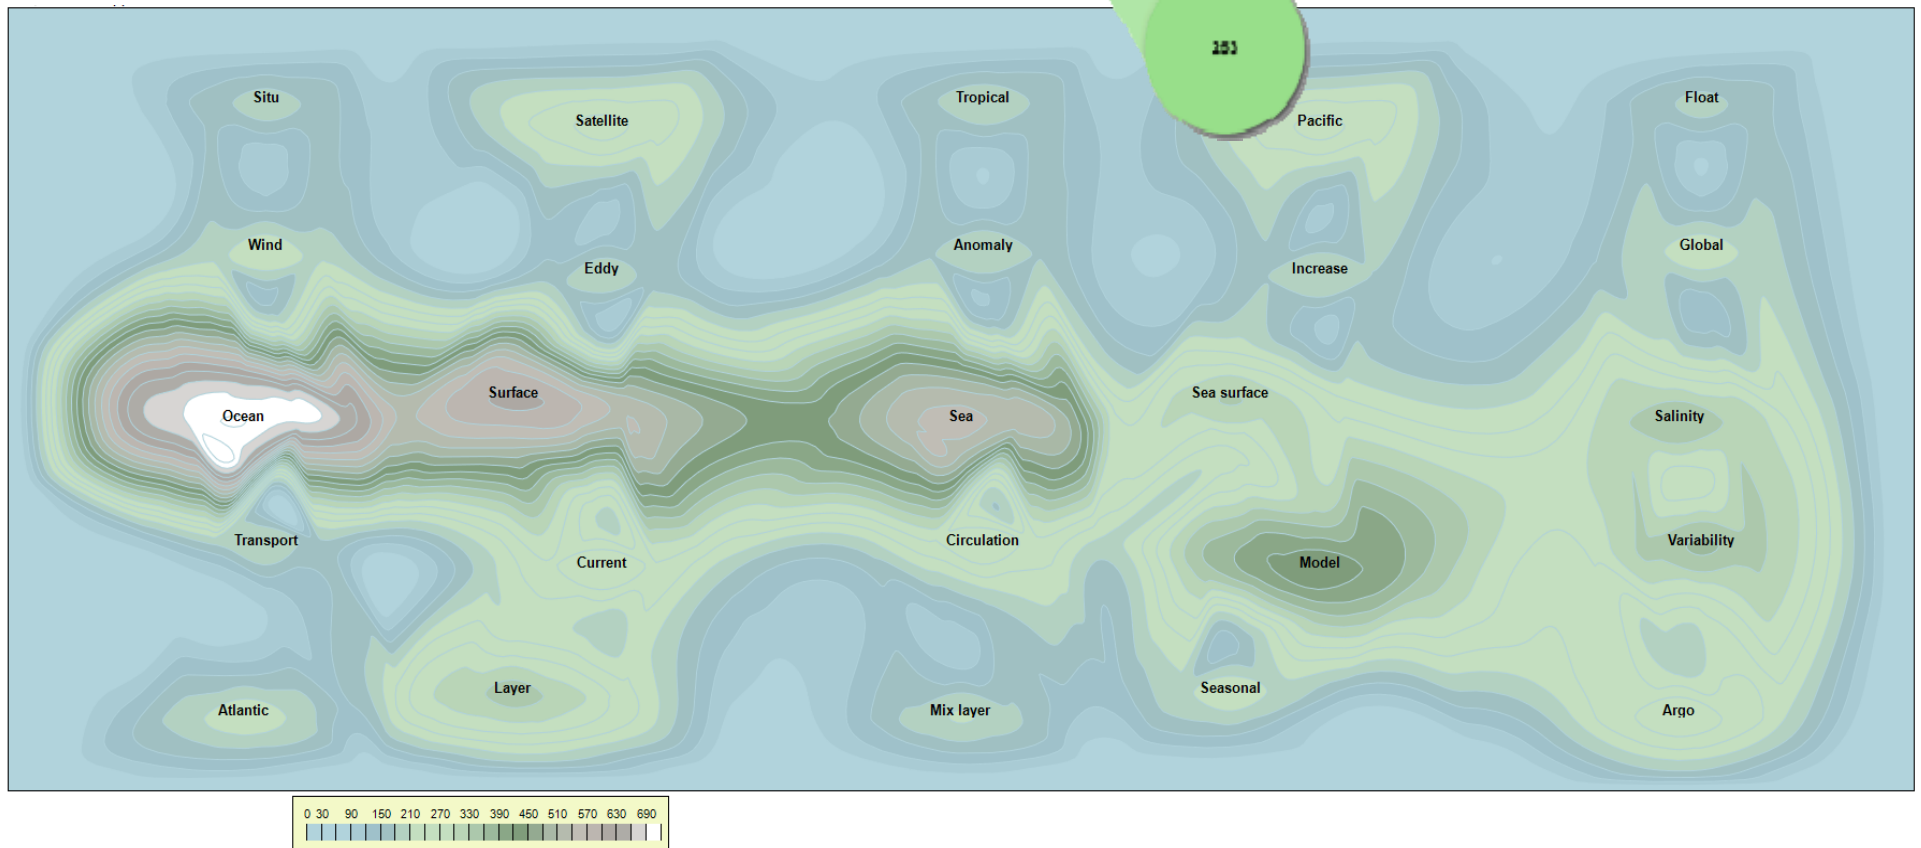 Situ
Tropical
Float
Satellite
Pacific
Wind
Anomaly
Global
Eddy
Increase
Surface
Sea surface
Ocean
Sea
Salinity
Transport
Circulation
Variability
Current
Model
Layer
Seasonal
Atlantic
Mix layer
Argo
0 30 90 150 210 270 330 390 450 510 570 630 690